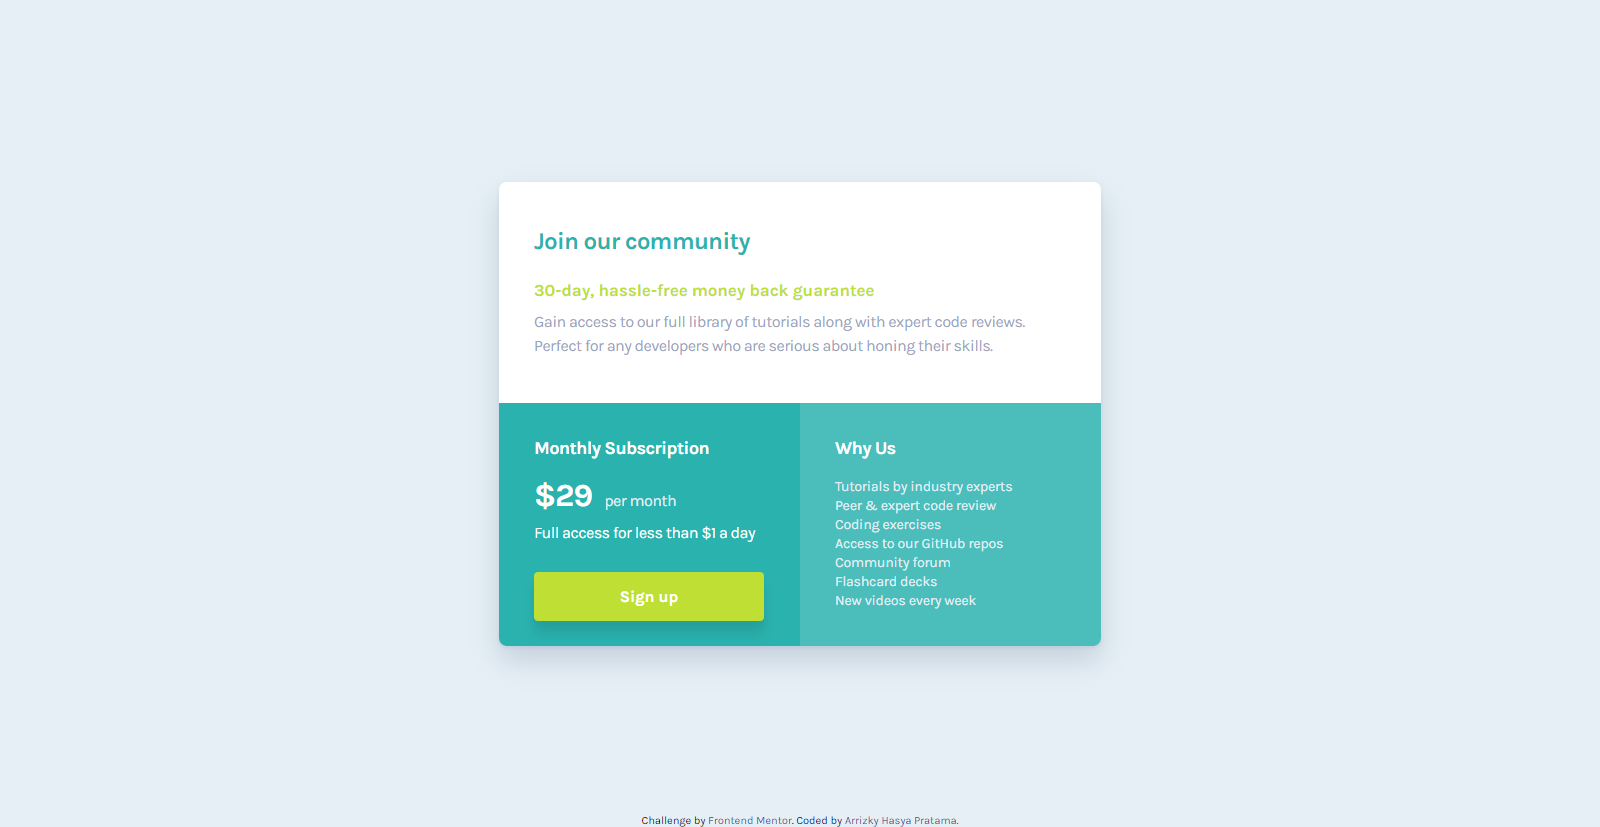 Join our community
30-day, hassle-free money back guarantee
Gain access to our full library of tutorials along with expert code reviews.
Perfect for any developers who are serious about honing their skills.
Monthly Subscription
$29 per month
Full access for less than $1 a day
Sign up
Why Us
Tutorials by industry experts
Peer & expert code review
Coding exercises
Access to our GitHub repos
Community forum
Flashcard decks
New videos every week
Challenge by Frontend Mentor. Coded by Arrizky Hasya Pratama.